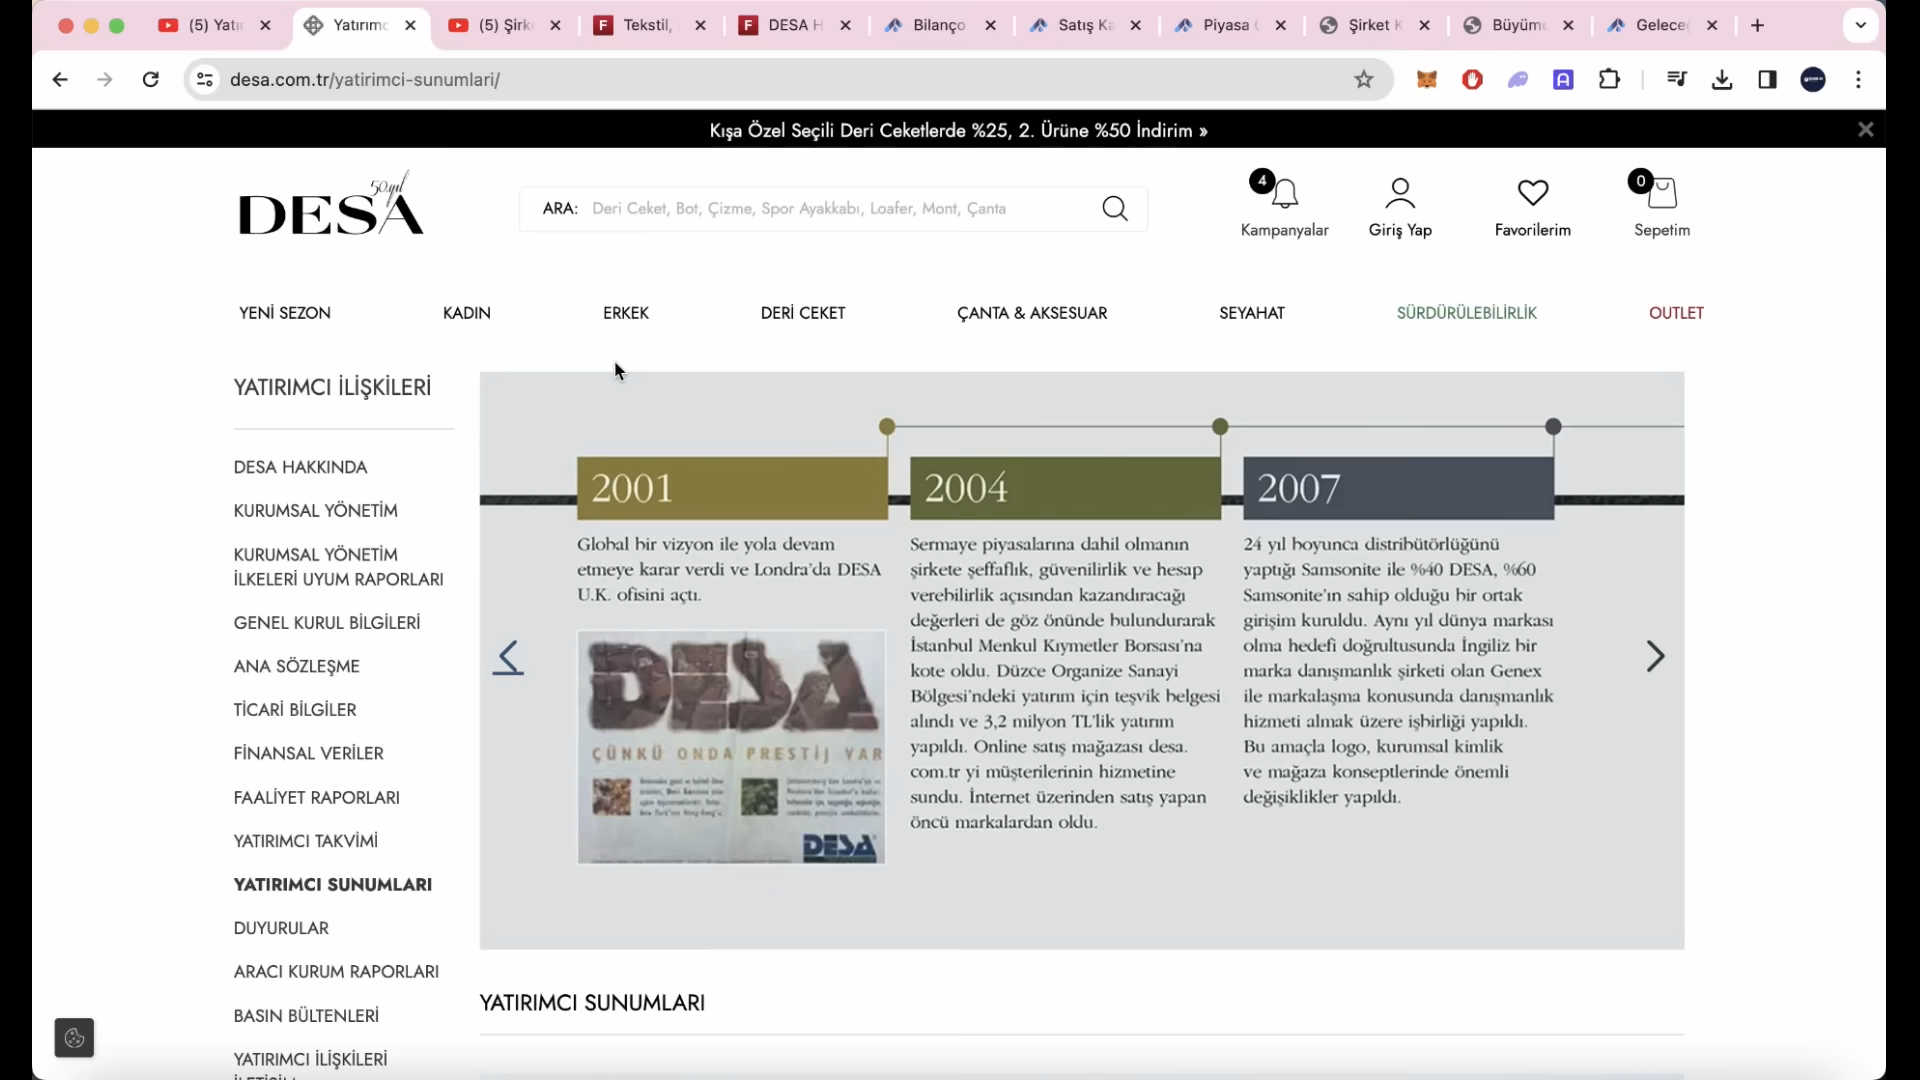 (5) Yatır
Yatırımc
(5) Şirk
Tekstil,
DESA H
Bilanço
Satış Ka
Piyasa
Şirket K
Büyüme
Gelece
desa.com.tr/yatirimci-sunumlari/
Kışa Özel Seçili Deri Ceketlerde %25, 2. Ürüne %50 İndirim »
50.yıl
DESA
ARA: Deri Ceket, Bot, Çizme, Spor Ayakkabı, Loafer, Mont, Çanta
4
Kampanyalar
Giriş Yap
Favorilerim
0
Sepetim
YENİ SEZON
KADIN
ERKEK
DERİ CEKET
ÇANTA & AKSESUAR
SEYAHAT
SÜRDÜRÜLEBİLİRLİK
OUTLET
YATIRIMCI İLİŞKİLERİ
DESA HAKKINDA
KURUMSAL YÖNETİM
KURUMSAL YÖNETİM
İLKELERİ UYUM RAPORLARI
GENEL KURUL BİLGİLERİ
ANA SÖZLEŞME
TİCARİ BİLGİLER
FİNANSAL VERİLER
FAALİYET RAPORLARI
YATIRIMCI TAKVİMİ
YATIRIMCI SUNUMLARI
DUYURULAR
ARACI KURUM RAPORLARI
BASIN BÜLTENLERİ
YATIRIMCI İLİŞKİLERİ
İLETİŞİM
2001
Global bir vizyon ile yola devam
etmeye karar verdi ve Londra'da DESA
U.K. ofisini açtı.
DESA
ÇÜNKÜ ONDA PRESTİJ VAR
DESA
2004
Sermaye piyasalarına dahil olmanın
şirkete şeffaflık, güvenilirlik ve hesap
verebilirlik açısından kazandıracağı
değerleri de göz önünde bulundurarak
İstanbul Menkul Kıymetler Borsası'na
kote oldu. Düzce Organize Sanayi
Bölgesi'ndeki yatırım için teşvik belgesi
alındı ve 3,2 milyon TL'lik yatırım
yapıldı. Online satış mağazası desa.
com.tr yi müşterilerinin hizmetine
sundu. İnternet üzerinden satış yapan
öncü markalardan oldu.
2007
24 yıl boyunca distribütörlüğünü
yaptığı Samsonite ile %40 DESA, %60
Samsonite'ın sahip olduğu bir ortak
girişim kuruldu. Aynı yıl dünya markası
olma hedefi doğrultusunda İngiliz bir
marka danışmanlık şirketi olan Genex
ile markalaşma konusunda danışmanlık
hizmeti almak üzere işbirliği yapıldı.
Bu amaçla logo, kurumsal kimlik
ve mağaza konseptlerinde önemli
değişiklikler yapıldı.
YATIRIMCI SUNUMLARI